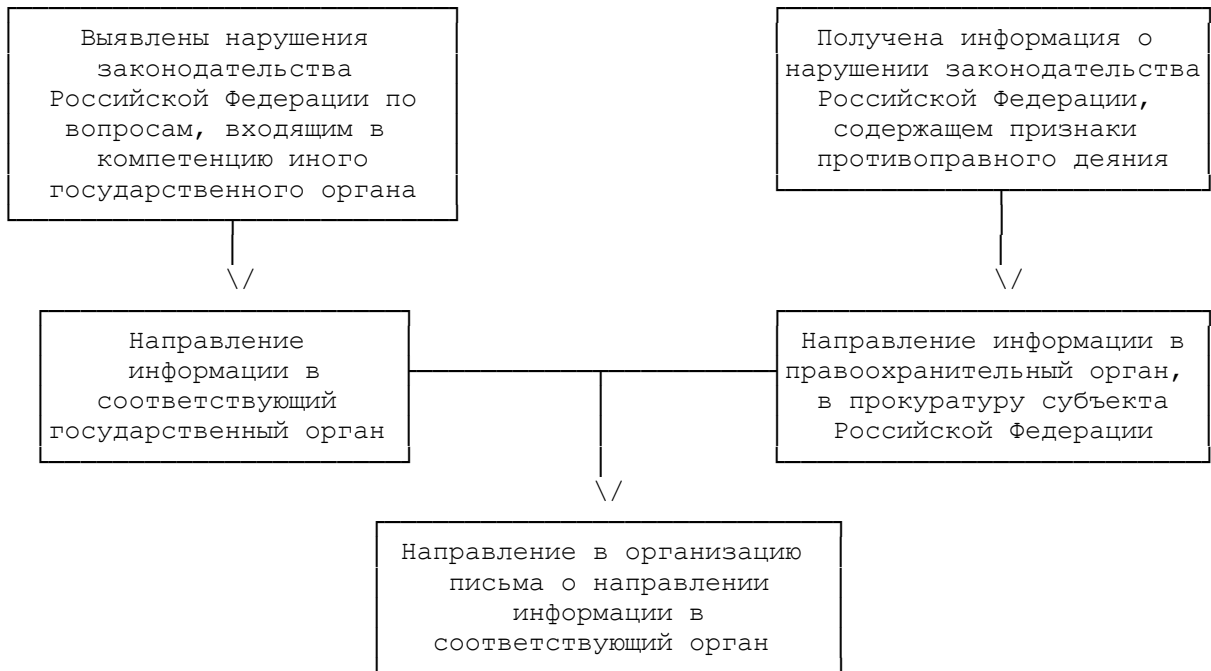 Выявлены нарушения
законодательства
Российской Федерации по
вопросам, входящим в
компетенцию иного
государственного органа
Получена информация о
нарушении законодательства
Российской Федерации,
содержащем признаки
противоправного деяния
Направление
информации в
соответствующий
государственный орган
Направление информации в
правоохранительный орган,
в прокуратуру субъекта
Российской Федерации
Направление в организацию
письма о направлении
информации в
соответствующий орган